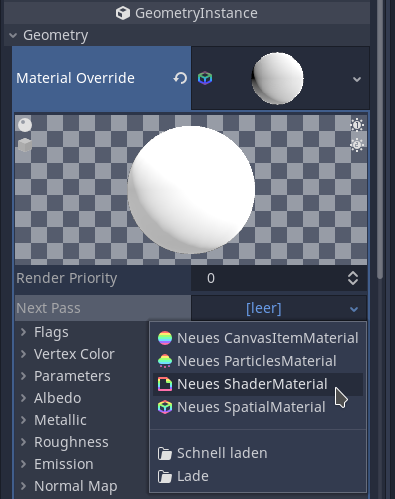 GeometryInstance
Geometry
Material Override
Render Priority 0
Next Pass [leer]
Flags
Vertex Color
Parameters
Albedo
Metallic
Roughness
Emission
Normal Map
Neues CanvasItemMaterial
Neues ParticlesMaterial
Neues ShaderMaterial
Neues SpatialMaterial
Schnell laden
Lade